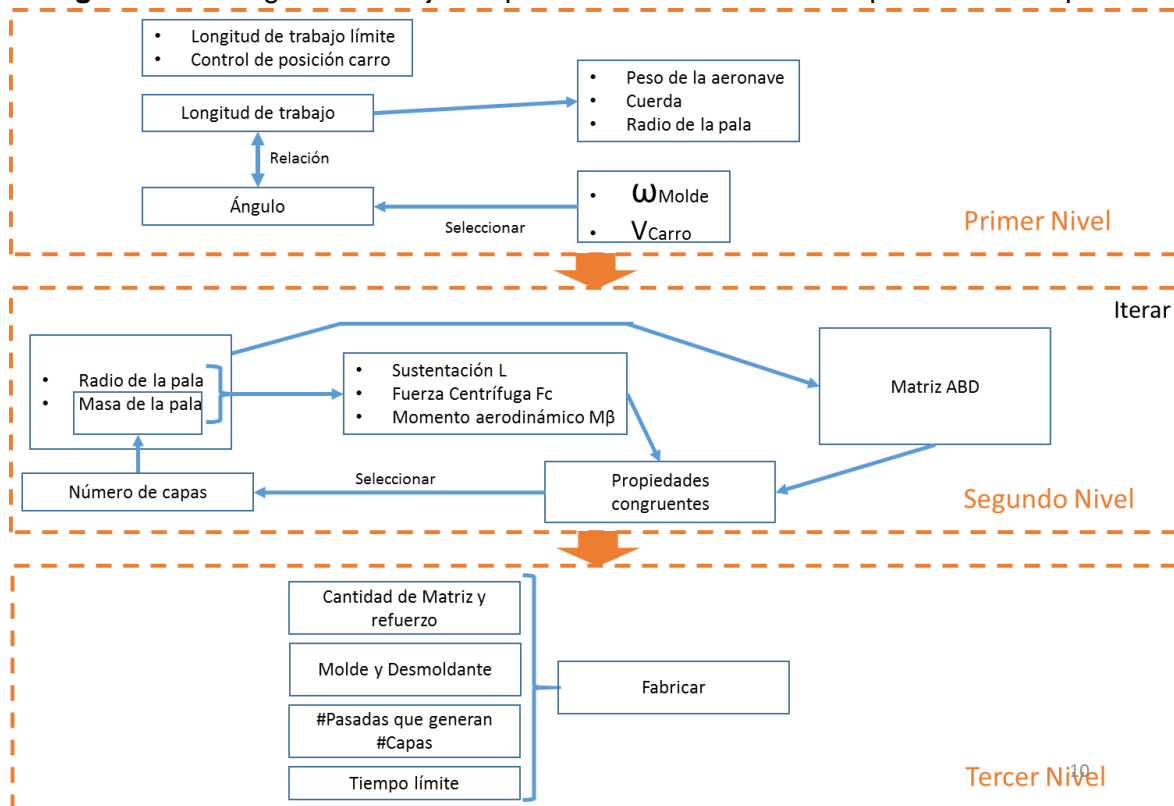 • Longitud de trabajo límite
• Control de posición carro
Longitud de trabajo
• Peso de la aeronave
• Cuerda
• Radio de la pala
Relación
Ángulo
Seleccionar
• ωMolde
• VCarro
Primer Nivel
Iterar
• Radio de la pala
• Masa de la pala
• Sustentación L
• Fuerza Centrífuga Fc
• Momento aerodinámico Mβ
Matriz ABD
Número de capas
Seleccionar
Propiedades
congruentes
Segundo Nivel
Cantidad de Matriz y
refuerzo
Molde y Desmoldante
#Pasadas que generan
#Capas
Tiempo límite
Fabricar
Tercer Nivel
10